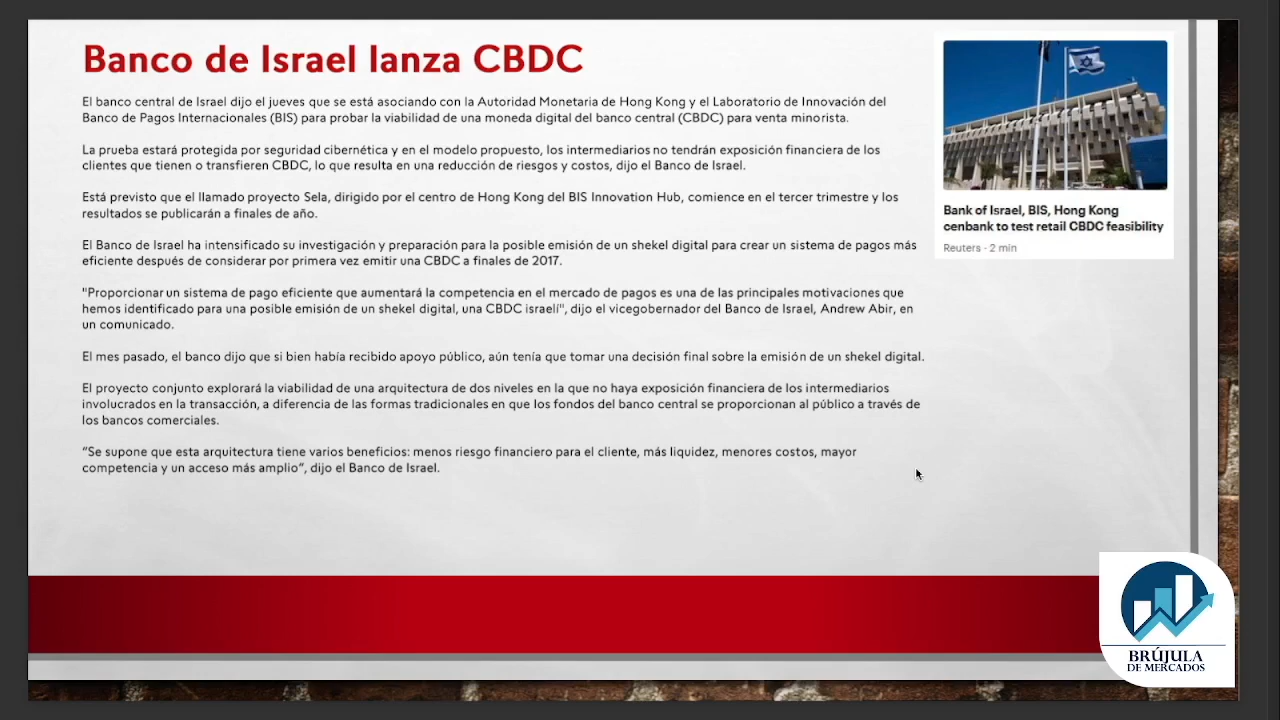 Banco de Israel lanza CBDC
El banco central de Israel dijo el jueves que se está asociando con la Autoridad Monetaria de Hong Kong y el Laboratorio de Innovación del
Banco de Pagos Internacionales (BIS) para probar la viabilidad de una moneda digital del banco central (CBDC) para venta minorista.
La prueba estará protegida por seguridad cibernética y en el modelo propuesto, los intermediarios no tendrán exposición financiera de los
clientes que tienen o transfieren CBDC, lo que resulta en una reducción de riesgos y costos, dijo el Banco de Israel.
Está previsto que el llamado proyecto Sela, dirigido por el centro de Hong Kong del BIS Innovation Hub, comience en el tercer trimestre y los
resultados se publicarán a finales de año.
El Banco de Israel ha intensificado su investigación y preparación para la posible emisión de un shekel digital para crear un sistema de pagos más
eficiente después de considerar por primera vez emitir una CBDC a finales de 2017.
"Proporcionar un sistema de pago eficiente que aumentará la competencia en el mercado de pagos es una de las principales motivaciones que
hemos identificado para una posible emisión de un shekel digital, una CBDC israelí", dijo el vicegobernador del Banco de Israel, Andrew Abir, en
un comunicado.
El mes pasado, el banco dijo que si bien había recibido apoyo público, aún tenía que tomar una decisión final sobre la emisión de un shekel digital.
El proyecto conjunto explorará la viabilidad de una arquitectura de dos niveles en la que no haya exposición financiera de los intermediarios
involucrados en la transacción, a diferencia de las formas tradicionales en que los fondos del banco central se proporcionan al público a través de
los bancos comerciales.
"Se supone que esta arquitectura tiene varios beneficios: menos riesgo financiero para el cliente, más liquidez, menores costos, mayor
competencia y un acceso más amplio", dijo el Banco de Israel.
Bank of Israel, BIS, Hong Kong
cenbank to test retail CBDC feasibility
Reuters · 2 min
BRÚJULA
DE MERCADOS